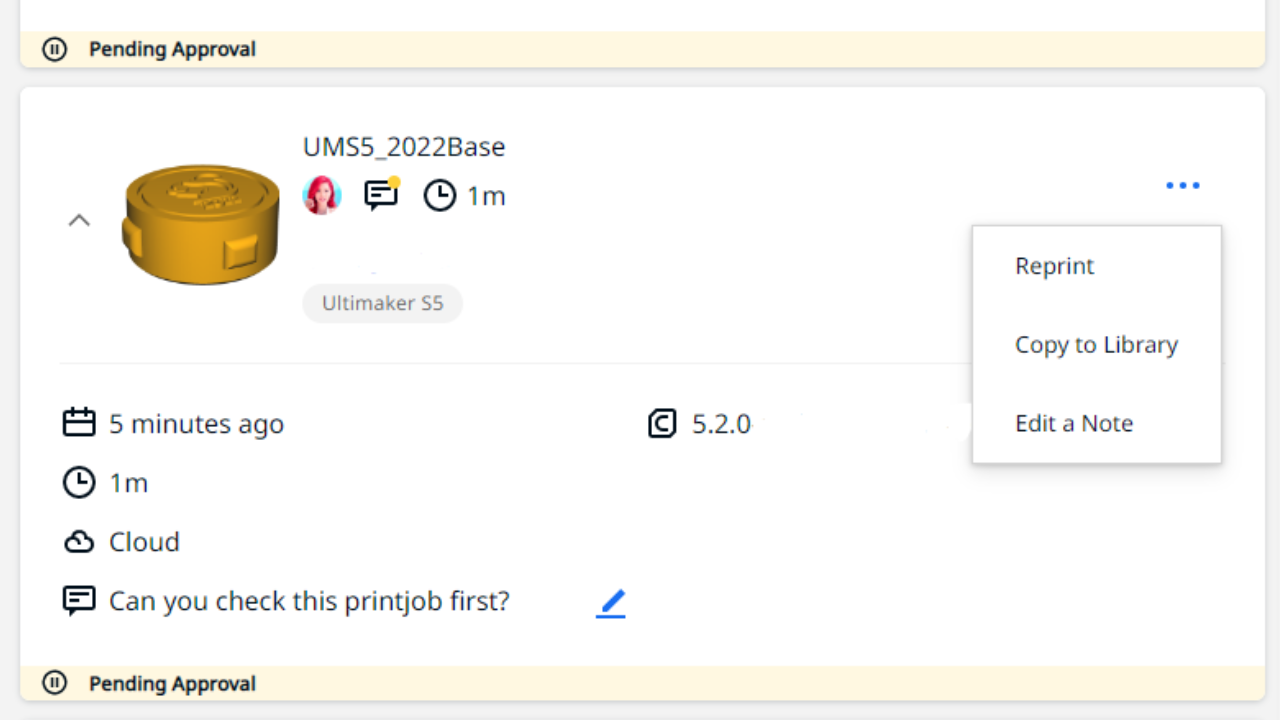 Pending Approval
UMS5_2022Base
1m
Ultimaker S5
Reprint
Copy to Library
Edit a Note
5 minutes ago
5.2.0
1m
Cloud
Can you check this printjob first?
Pending Approval